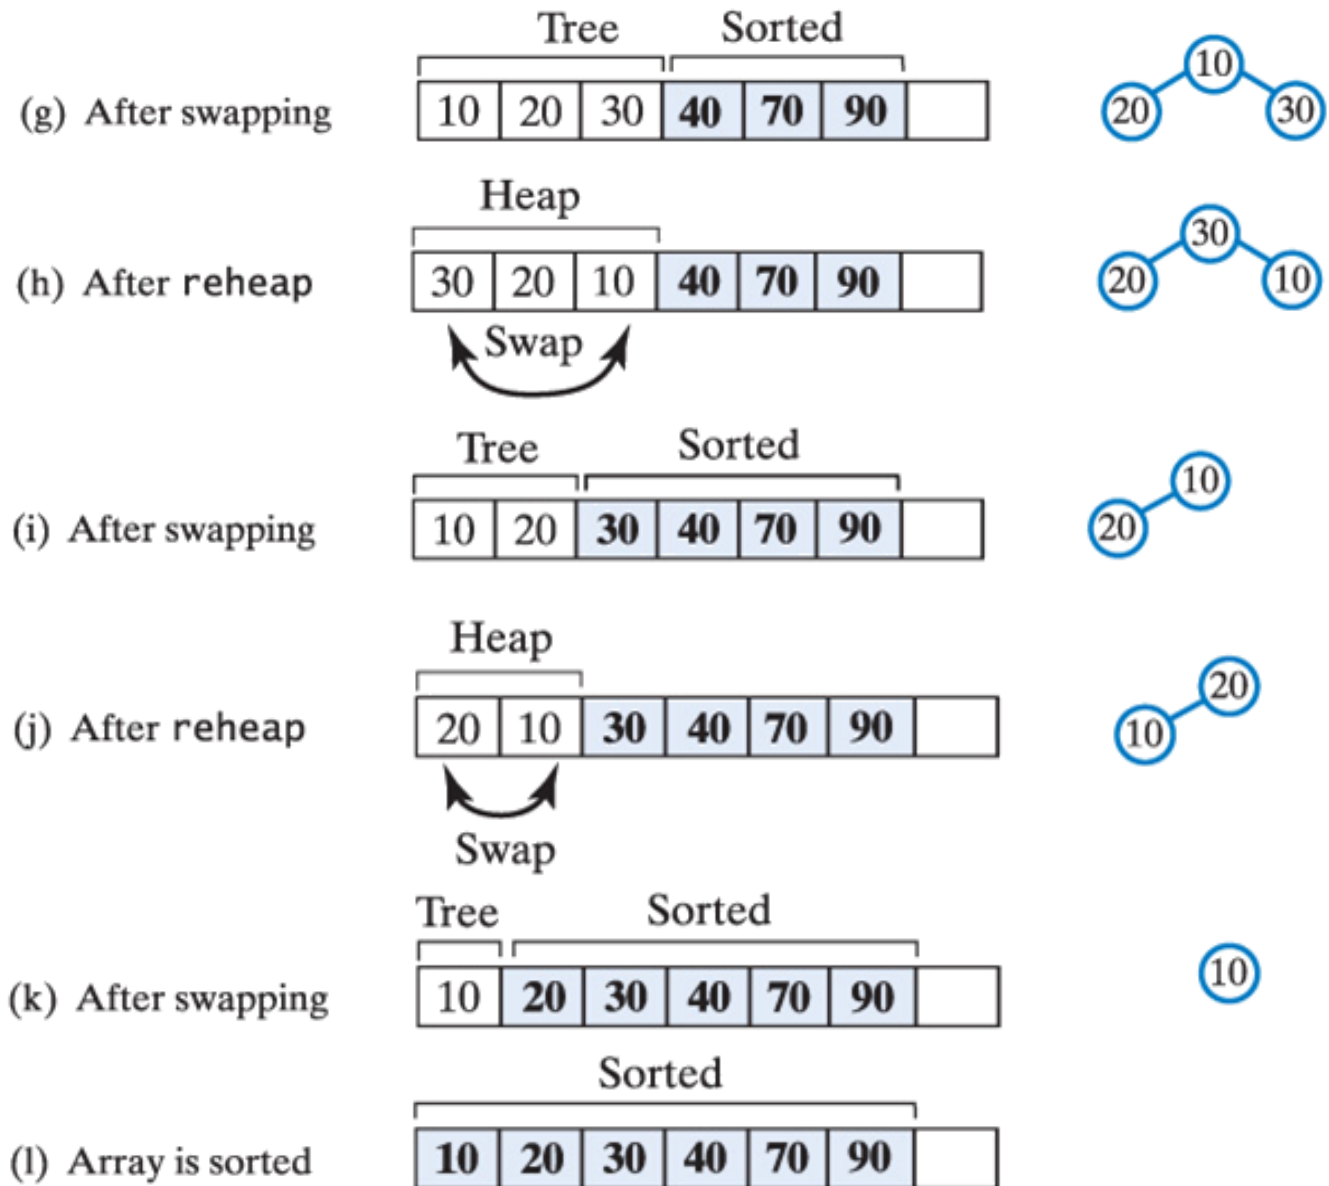 Tree Sorted
(g) After swapping 10 20 30 40 70 90
10
20 30
Heap
(h) After reheap 30 20 10 40 70 90
30
20 10
Swap
Tree Sorted
(i) After swapping 10 20 30 40 70 90
10
20
Heap
(j) After reheap 20 10 30 40 70 90
20
10
Swap
Tree Sorted
(k) After swapping 10 20 30 40 70 90
10
Sorted
(l) Array is sorted 10 20 30 40 70 90